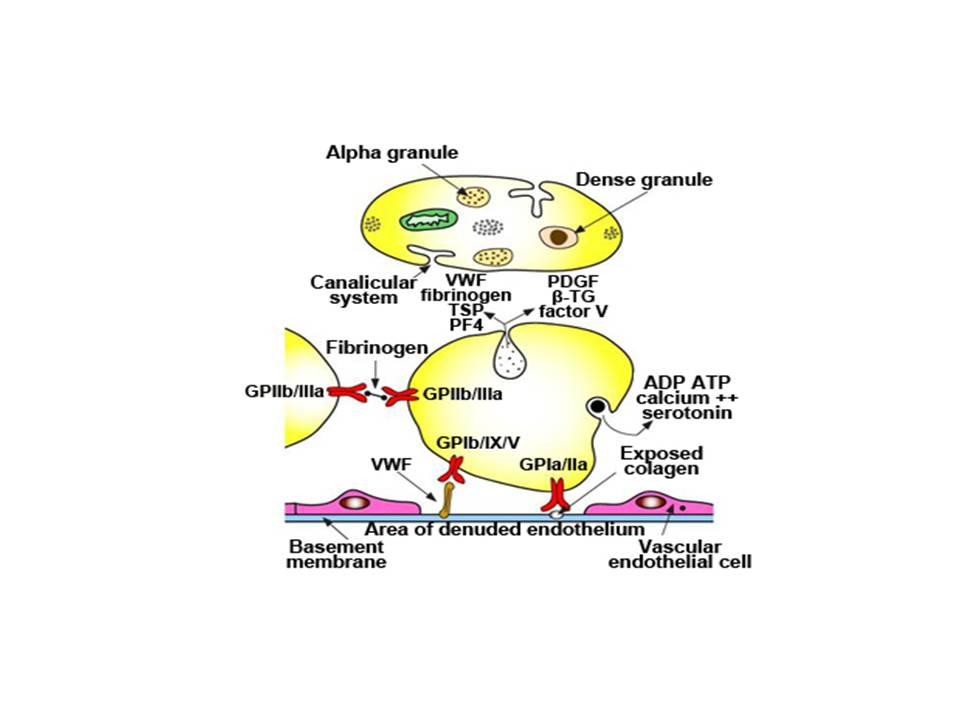 Alpha granule
Dense granule
Canalicular
system
VWF
fibrinogen
TSP
PF4
PDGF
β-TG
factor V
Fibrinogen
GPIIb/IIIa
GPIIb/IIIa
ADP ATP
calcium ++
serotonin
GPIb/IX/V
VWF
GPIa/IIa
Exposed
colagen
Area of denuded endothelium
Basement
membrane
Vascular
endothelial cell